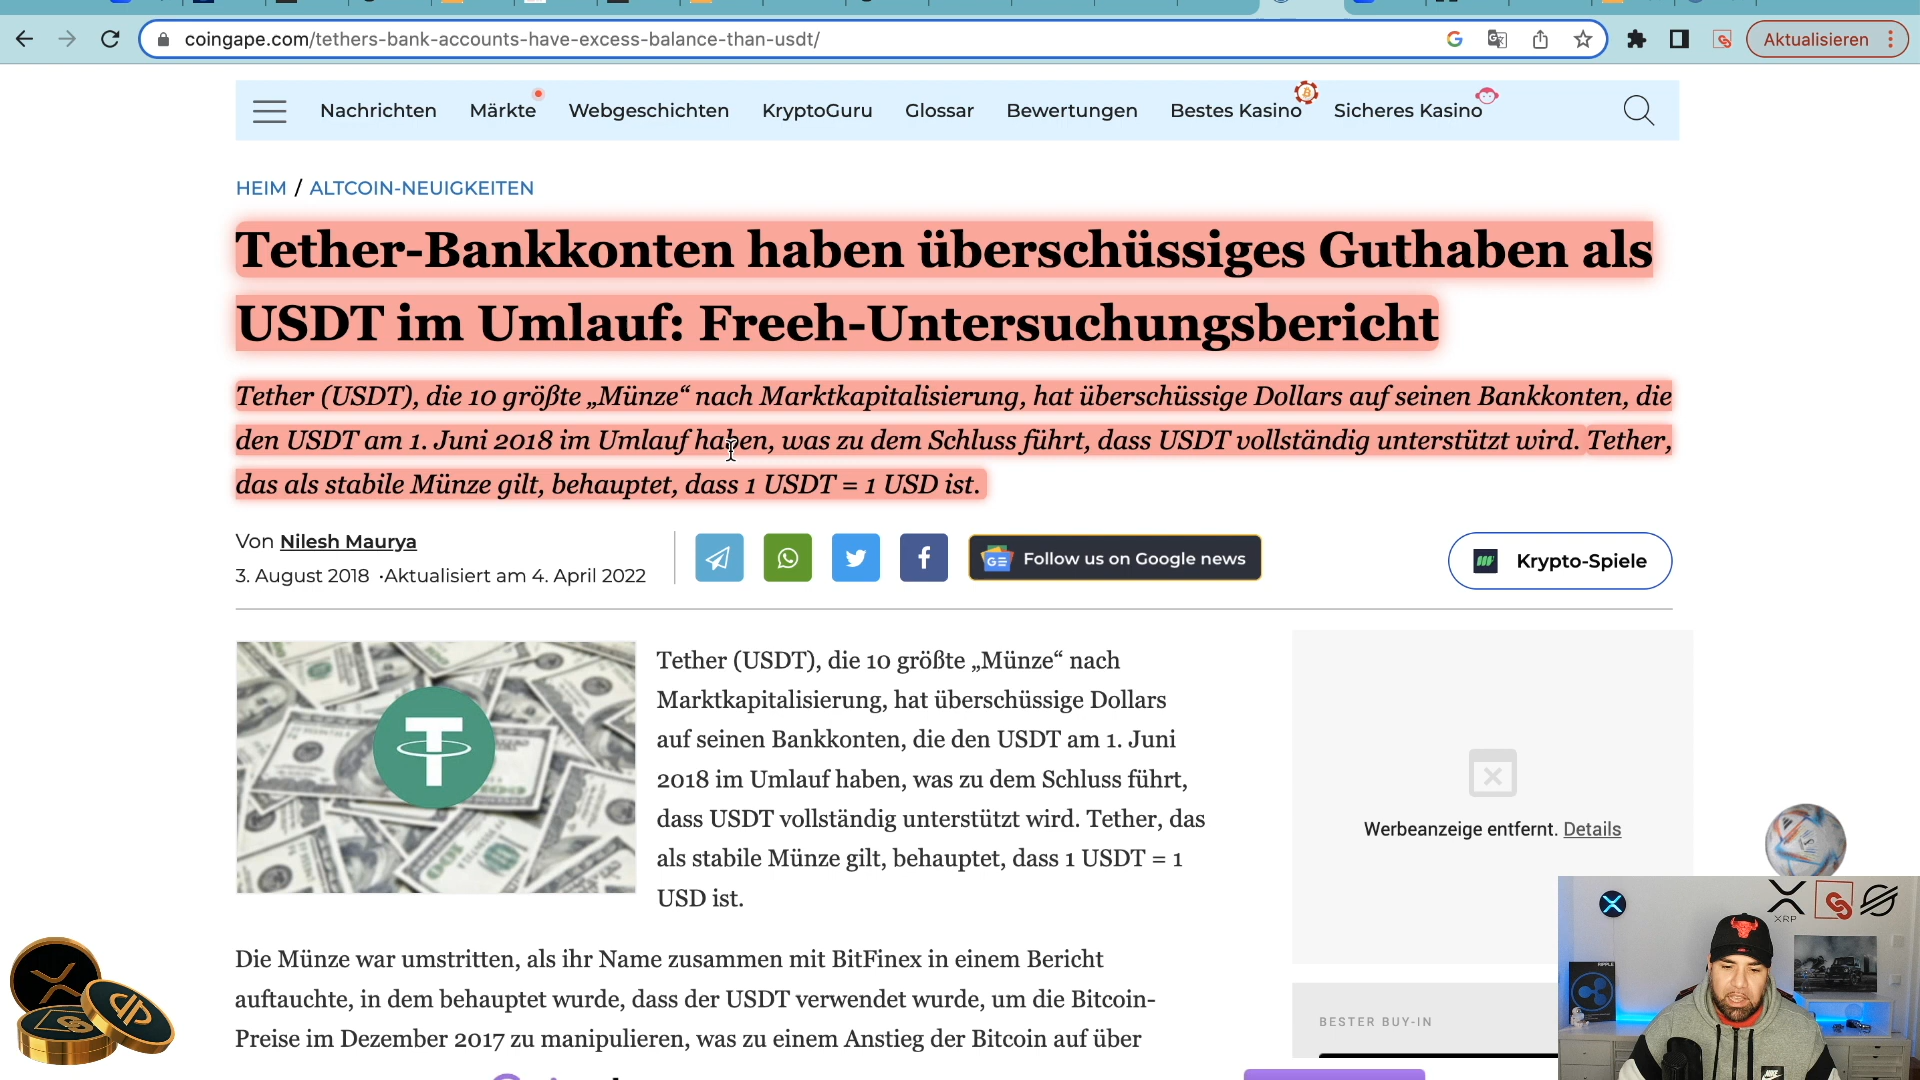 coingape.com/tethers-bank-accounts-have-excess-balance-than-usdt/
Aktualisieren
Nachrichten Märkte Webgeschichten KryptoGuru Glossar Bewertungen Bestes Kasino Sicheres Kasino
HEIM / ALTCOIN-NEUIGKEITEN
Tether-Bankkonten haben überschüssiges Guthaben als
USDT im Umlauf: Freeh-Untersuchungsbericht
Tether (USDT), die 10 größte „Münze“ nach Marktkapitalisierung, hat überschüssige Dollars auf seinen Bankkonten, die
den USDT am 1. Juni 2018 im Umlauf haben, was zu dem Schluss führt, dass USDT vollständig unterstützt wird. Tether,
das als stabile Münze gilt, behauptet, dass 1 USDT = 1 USD ist.
Von Nilesh Maurya
3. August 2018 ·Aktualisiert am 4. April 2022
Follow us on Google news
Krypto-Spiele
Tether (USDT), die 10 größte „Münze“ nach
Marktkapitalisierung, hat überschüssige Dollars
auf seinen Bankkonten, die den USDT am 1. Juni
2018 im Umlauf haben, was zu dem Schluss führt,
dass USDT vollständig unterstützt wird. Tether, das
als stabile Münze gilt, behauptet, dass 1 USDT = 1
USD ist.
Werbeanzeige entfernt. Details
Die Münze war umstritten, als ihr Name zusammen mit BitFinex in einem Bericht
auftauchte, in dem behauptet wurde, dass der USDT verwendet wurde, um die Bitcoin-
Preise im Dezember 2017 zu manipulieren, was zu einem Anstieg der Bitcoin auf über
BESTER BUY-IN
XRP
RIPPLE